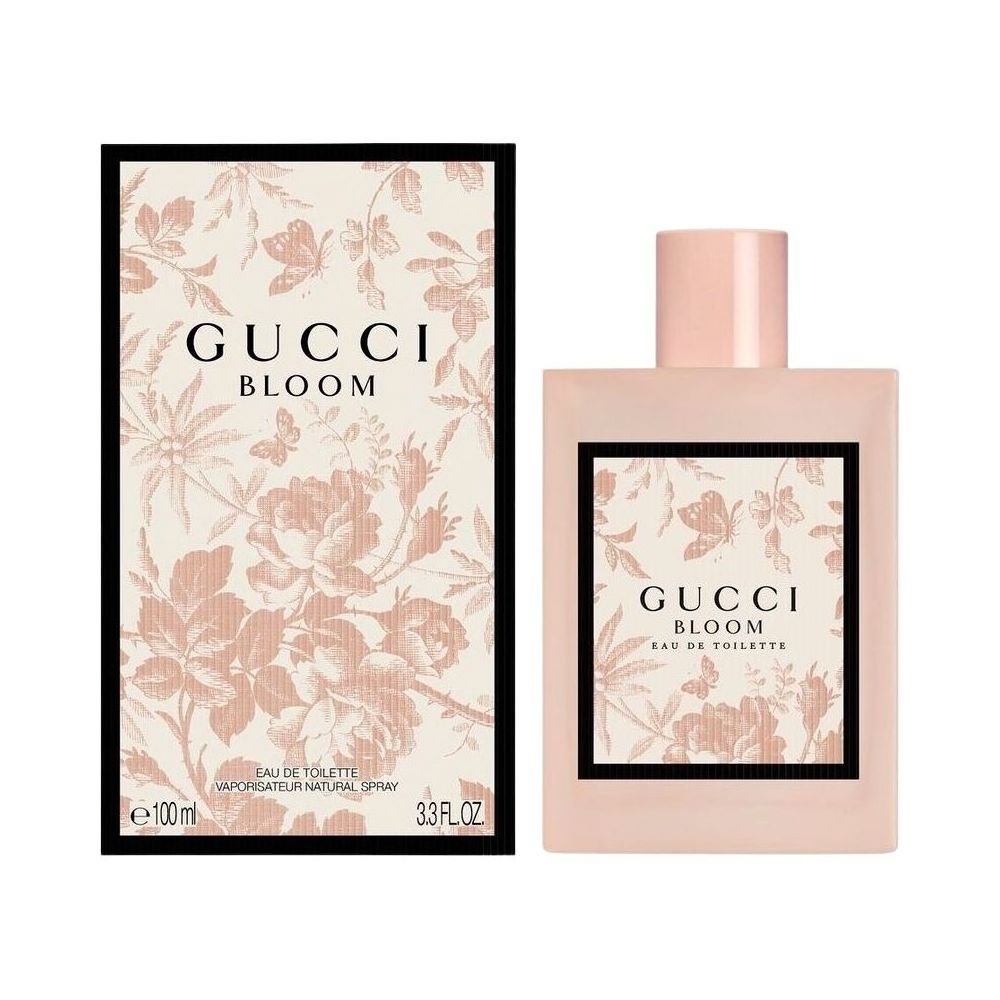 GUCCI
BLOOM
EAU DE TOILETTE
VAPORISATEUR NATURAL SPRAY
℮100 ml 3.3 FL.OZ.
GUCCI
BLOOM
EAU DE TOILETTE